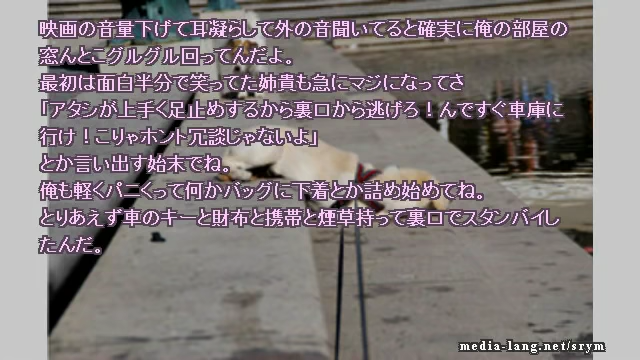 映画の音量下げて耳凝らして外の音聞いてると確実に俺の部屋の
窓んとこグルグル回ってんだよ。
最初は面白半分で笑ってた姉貴も急にマジになってさ
「アタシが上手く足止めするから裏口から逃げろ！んですぐ車庫に
行け！こりゃホント冗談じゃないよ」
とか言い出す始末でね。
俺も軽くパニくって何かバッグに下着とか詰め始めてね。
とりあえず車のキーと財布と携帯と煙草持って裏口でスタンバイし
たんだ。
media-lang.net/srym